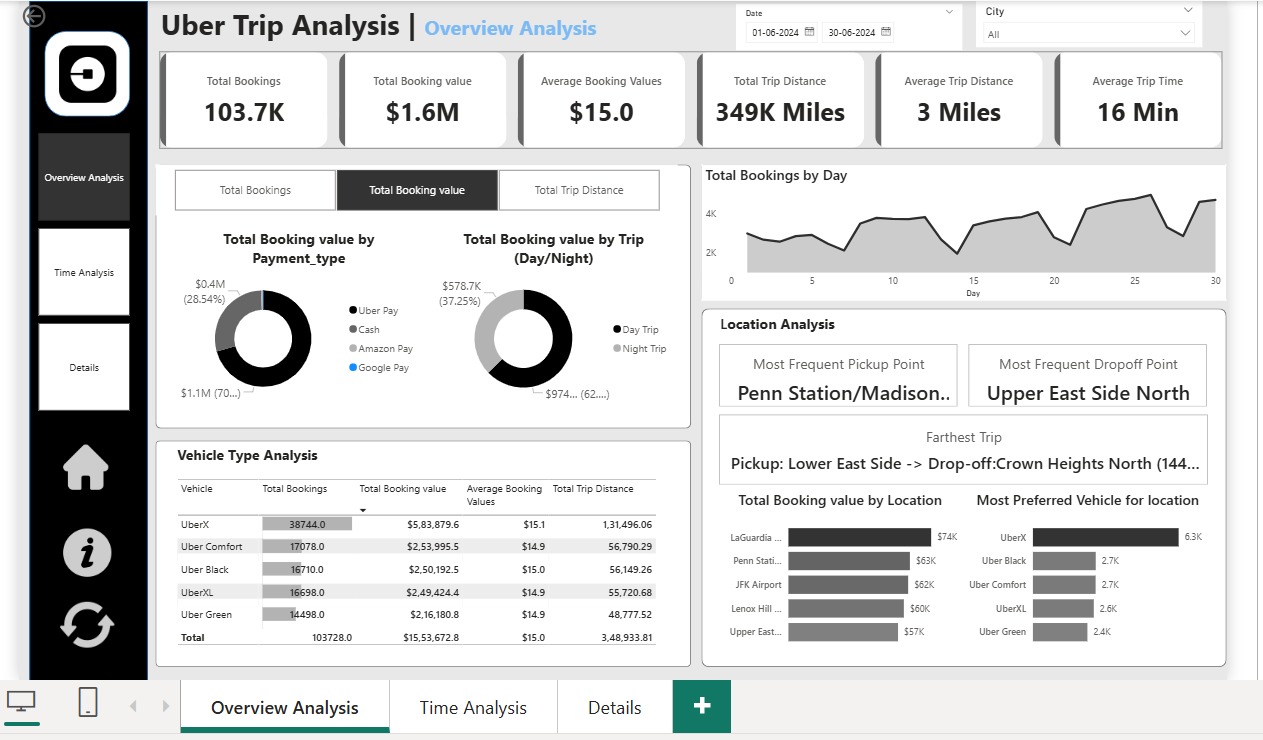 Uber Trip Analysis | Overview Analysis
Date
01-06-2024 30-06-2024
City
All
Total Bookings
103.7K
Total Booking value
$1.6M
Average Booking Values
$15.0
Total Trip Distance
349K Miles
Average Trip Distance
3 Miles
Average Trip Time
16 Min
Overview Analysis
Time Analysis
Details
Total Bookings Total Booking value Total Trip Distance
Total Booking value by
Payment_type
$0.4M
(28.54%)
$1.1M (70...)
Uber Pay
Cash
Amazon Pay
Google Pay
Total Booking value by Trip
(Day/Night)
$578.7K
(37.25%)
$974... (62....)
Day Trip
Night Trip
Total Bookings by Day
4K
2K
0 5 10 15 20 25 30
Day
Vehicle Type Analysis
Vehicle Total Bookings Total Booking value Average Booking Values Total Trip Distance
UberX 38744.0 $5,83,879.6 $15.1 1,31,496.06
Uber Comfort 17078.0 $2,53,995.5 $14.9 56,790.29
Uber Black 16710.0 $2,50,192.5 $15.0 56,149.26
UberXL 16698.0 $2,49,424.4 $14.9 55,720.68
Uber Green 14498.0 $2,16,180.8 $14.9 48,777.52
Total 103728.0 $15,53,672.8 $15.0 3,48,933.81
Location Analysis
Most Frequent Pickup Point
Penn Station/Madison..
Most Frequent Dropoff Point
Upper East Side North
Farthest Trip
Pickup: Lower East Side -> Drop-off:Crown Heights North (144...
Total Booking value by Location
LaGuardia ... $74K
Penn Stati... $63K
JFK Airport $62K
Lenox Hill ... $60K
Upper East... $57K
Most Preferred Vehicle for location
UberX 6.3K
Uber Black 2.7K
Uber Comfort 2.7K
UberXL 2.6K
Uber Green 2.4K
Overview Analysis Time Analysis Details +